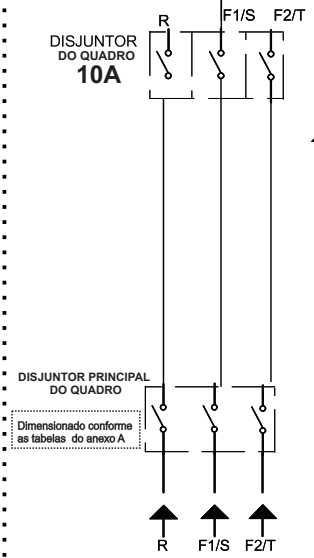 R F1/S F2/T
DISJUNTOR
DO QUADRO
10A
DISJUNTOR PRINCIPAL
DO QUADRO
Dimensionado conforme
as tabelas do anexo A
R F1/S F2/T